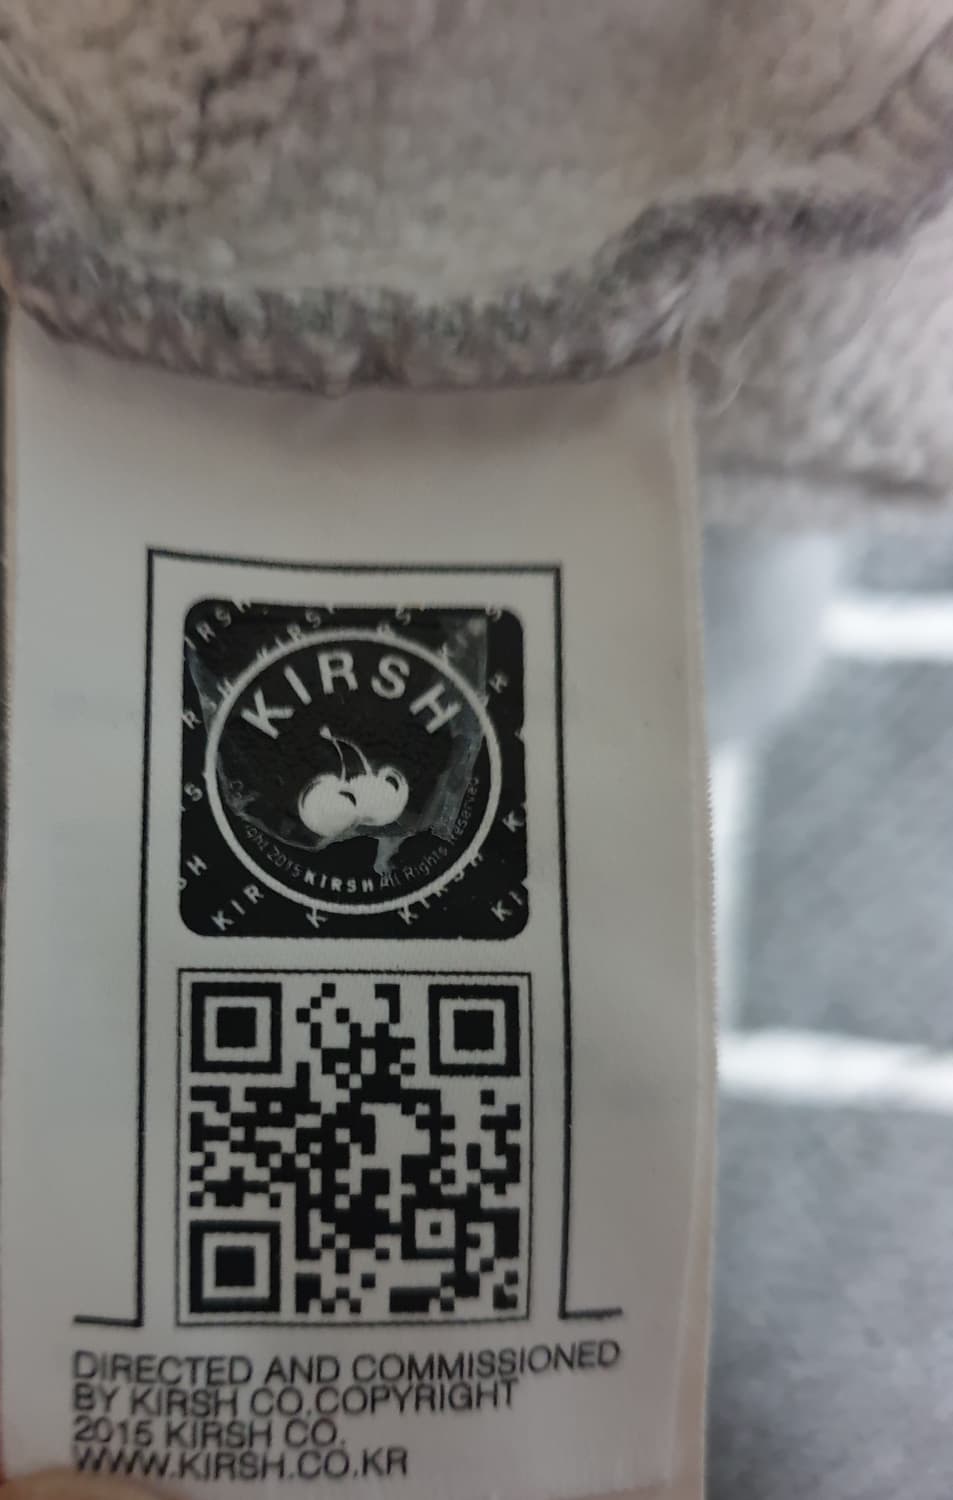 KIRSH
Copyright 2015 KIRSH All Rights Reserved
DIRECTED AND COMMISSIONED
BY KIRSH CO.COPYRIGHT
2015 KIRSH CO.
WWW.KIRSH.CO.KR